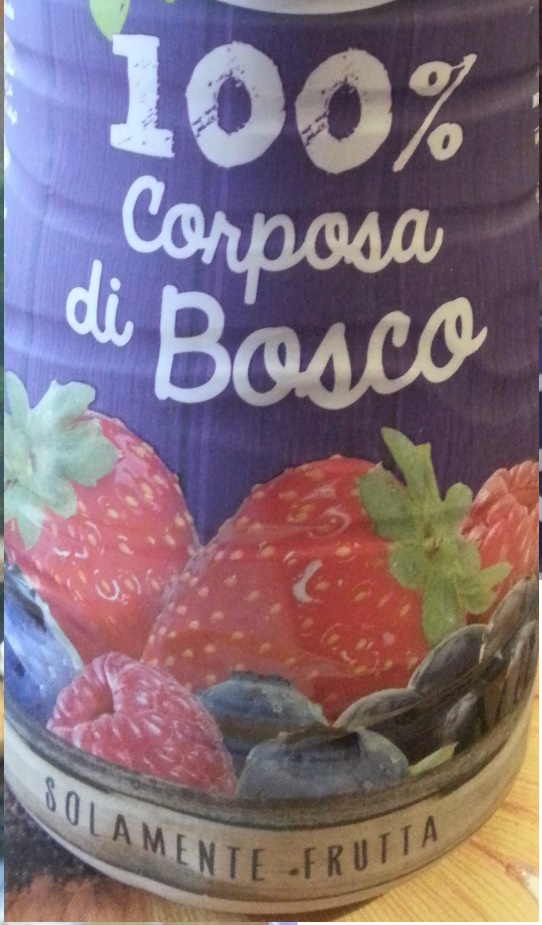 100%
Corposa
di Bosco
SOLAMENTE FRUTTA